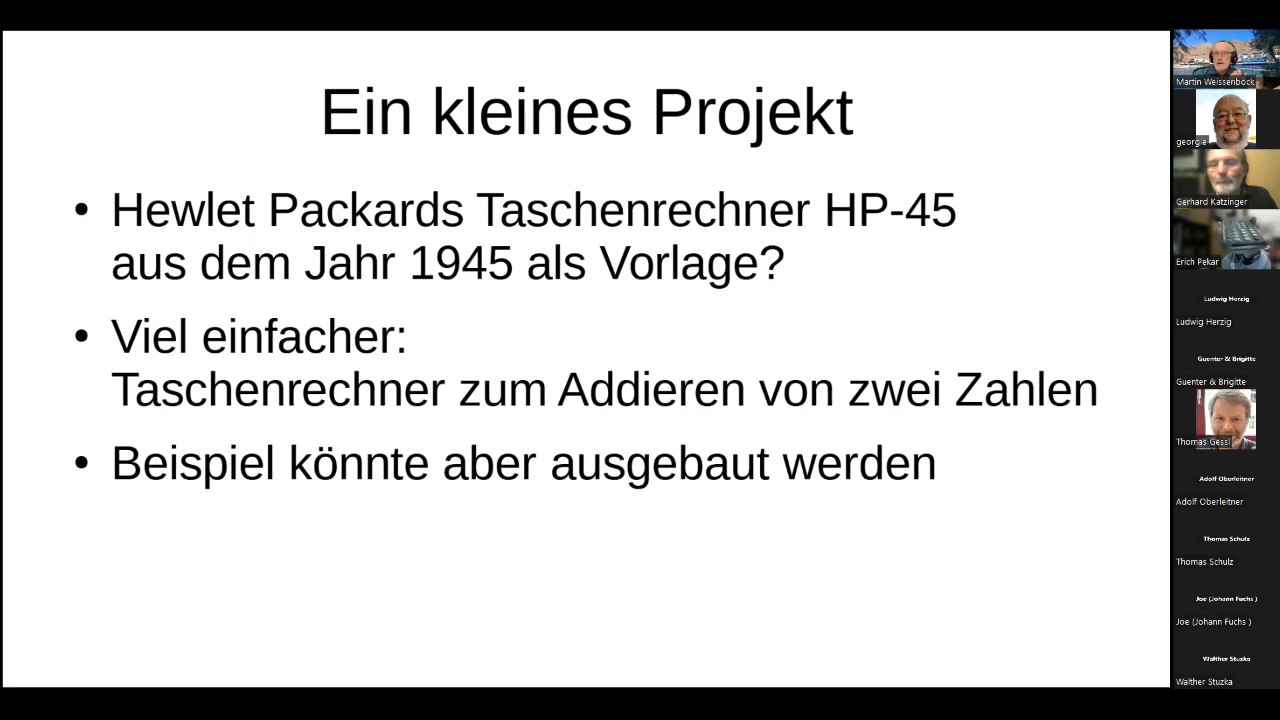 Ein kleines Projekt
• Hewlet Packards Taschenrechner HP-45
aus dem Jahr 1945 als Vorlage?
• Viel einfacher:
Taschenrechner zum Addieren von zwei Zahlen
• Beispiel könnte aber ausgebaut werden
Martin Weissenböck
georgie
Gerhard Katzinger
Erich Pekar
Ludwig Herzig
Ludwig Herzig
Guenter & Brigitte
Guenter & Brigitte
Thomas Gessl
Adolf Oberleitner
Adolf Oberleitner
Thomas Schulz
Thomas Schulz
Joe (Johann Fuchs )
Joe (Johann Fuchs )
Walther Stuzka
Walther Stuzka